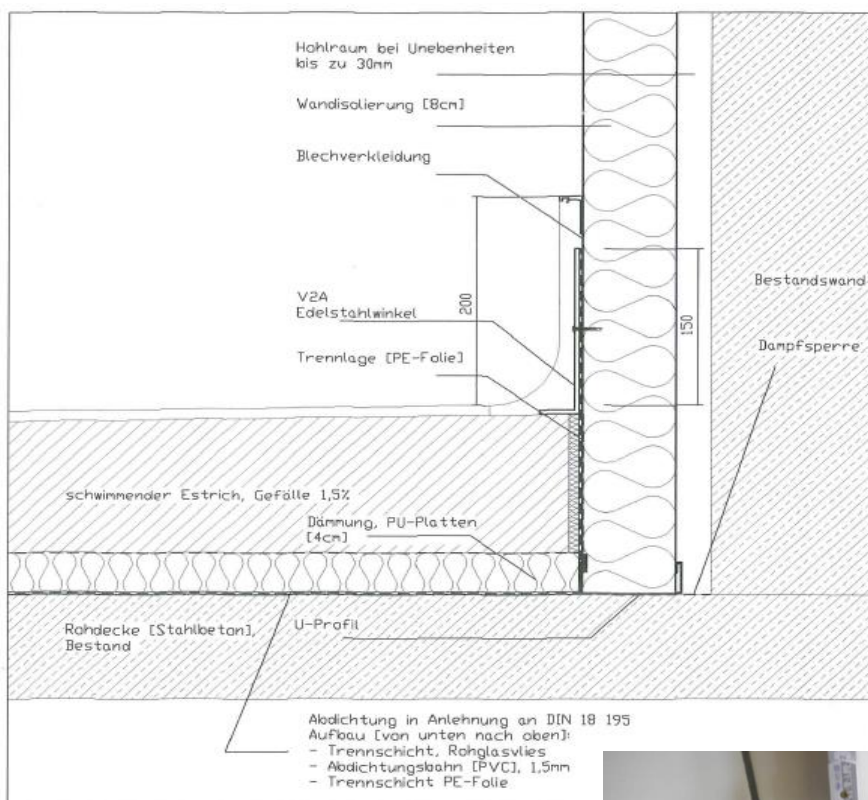 Hohlraum bei Unebenheiten
bis zu 30mm
Wandisolierung [8cm]
Blechverkleidung
200
150
Bestandswand
V2A
Edelstahlwinkel
Dampfsperre
Trennlage [PE-Folie]
schwimmender Estrich, Gefälle 1,5%
Dämmung, PU-Platten
[4cm]
Rohdecke [Stahlbeton],
Bestand
U-Profil
Abdichtung in Anlehnung an DIN 18 195
Aufbau [von unten nach oben]:
- Trennschicht, Rohglasvlies
- Abdichtungsbahn [PVC], 1,5mm
- Trennschicht PE-Folie